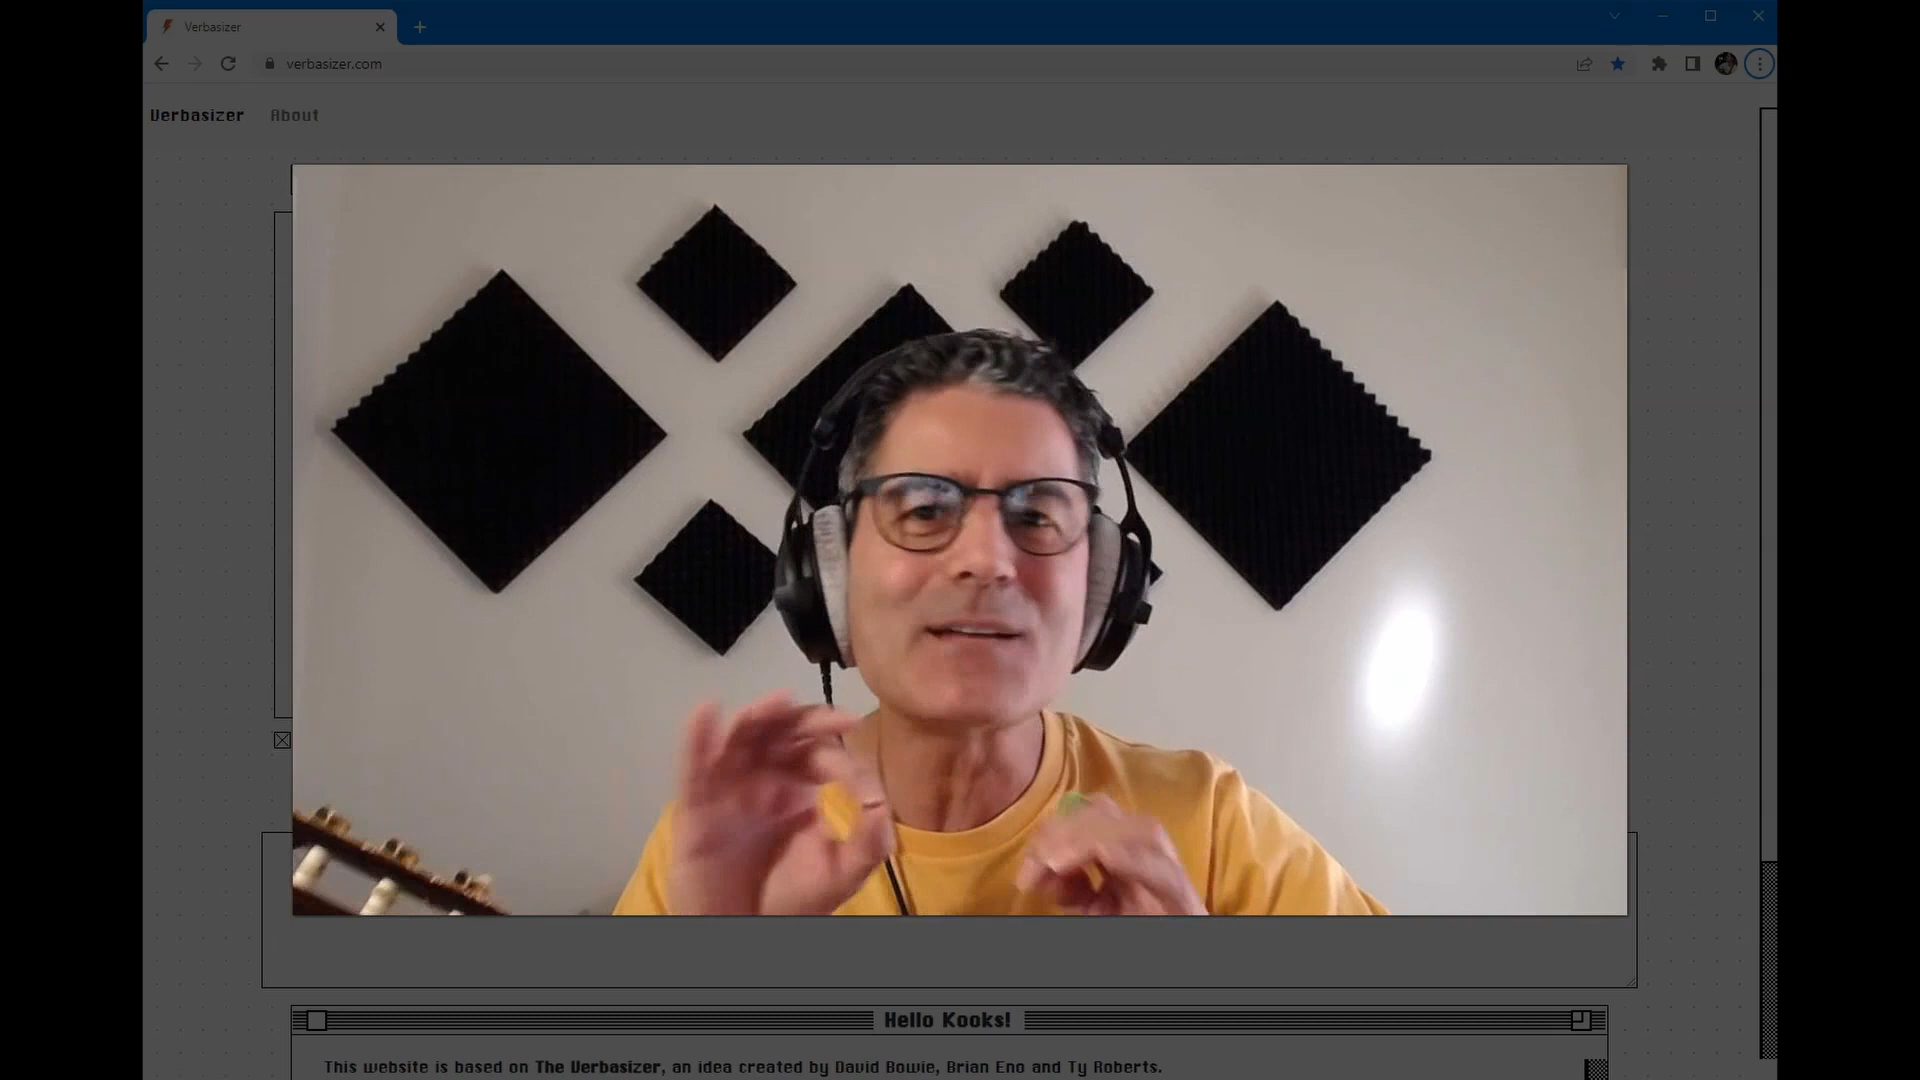 Verbasizer
verbasizer.com
Verbasizer About
Hello Kooks!
This website is based on The Verbasizer, an idea created by David Bowie, Brian Eno and Ty Roberts.